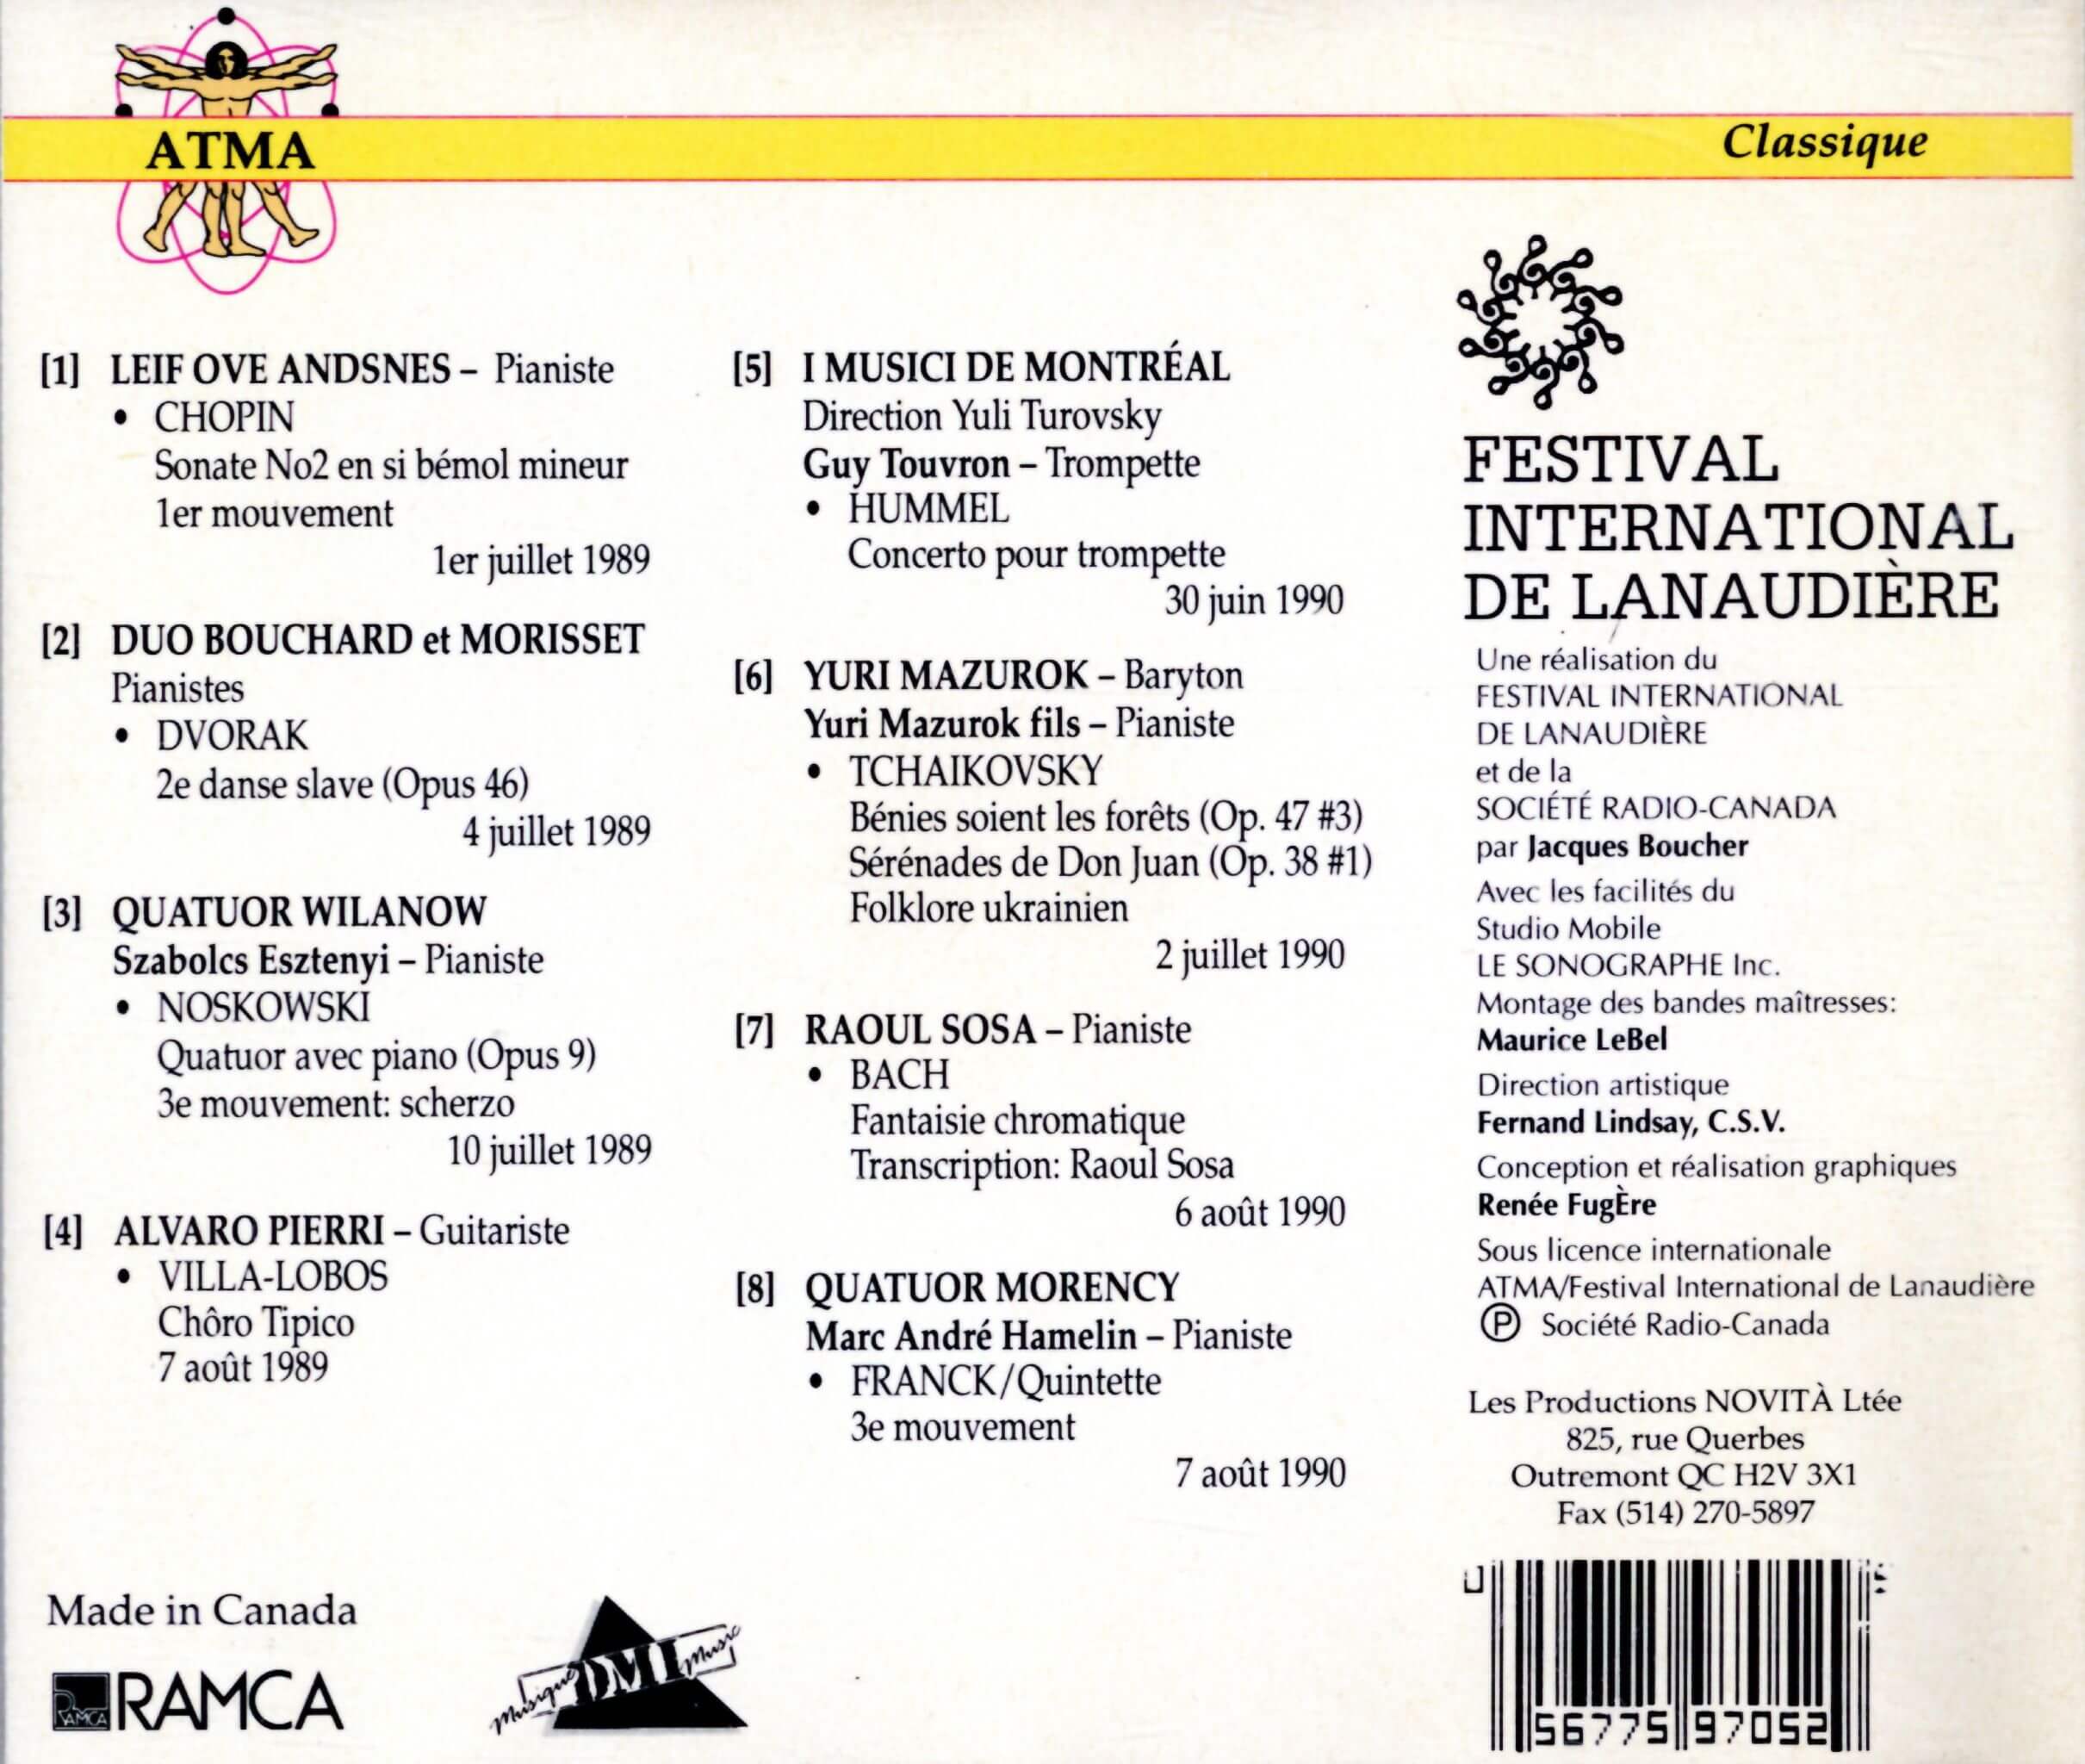 ATMA
Classique
[1] LEIF OVE ANDSNES – Pianiste
• CHOPIN
Sonate No2 en si bémol mineur
1er mouvement
1er juillet 1989
[2] DUO BOUCHARD et MORISSET
Pianistes
• DVORAK
2e danse slave (Opus 46)
4 juillet 1989
[3] QUATUOR WILANOW
Szabolcs Esztenyi – Pianiste
• NOSKOWSKI
Quatuor avec piano (Opus 9)
3e mouvement: scherzo
10 juillet 1989
[4] ALVARO PIERRI – Guitariste
• VILLA-LOBOS
Chôro Tipico
7 août 1989
[5] I MUSICI DE MONTRÉAL
Direction Yuli Turovsky
Guy Touvron – Trompette
• HUMMEL
Concerto pour trompette
30 juin 1990
[6] YURI MAZUROK – Baryton
Yuri Mazurok fils – Pianiste
• TCHAIKOVSKY
Bénies soient les forêts (Op. 47 #3)
Sérénades de Don Juan (Op. 38 #1)
Folklore ukrainien
2 juillet 1990
[7] RAOUL SOSA – Pianiste
• BACH
Fantaisie chromatique
Transcription: Raoul Sosa
6 août 1990
[8] QUATUOR MORENCY
Marc André Hamelin – Pianiste
• FRANCK/Quintette
3e mouvement
7 août 1990
FESTIVAL
INTERNATIONAL
DE LANAUDIÈRE
Une réalisation du
FESTIVAL INTERNATIONAL
DE LANAUDIÈRE
et de la
SOCIÉTÉ RADIO-CANADA
par Jacques Boucher
Avec les facilités du
Studio Mobile
LE SONOGRAPHE Inc.
Montage des bandes maîtresses:
Maurice LeBel
Direction artistique
Fernand Lindsay, C.S.V.
Conception et réalisation graphiques
Renée FugÈre
Sous licence internationale
ATMA/Festival International de Lanaudière
Ⓟ Société Radio-Canada
Les Productions NOVITÀ Ltée
825, rue Querbes
Outremont QC H2V 3X1
Fax (514) 270-5897
56775 97052
Made in Canada
RAMCA RAMCA
Musique DMI Music